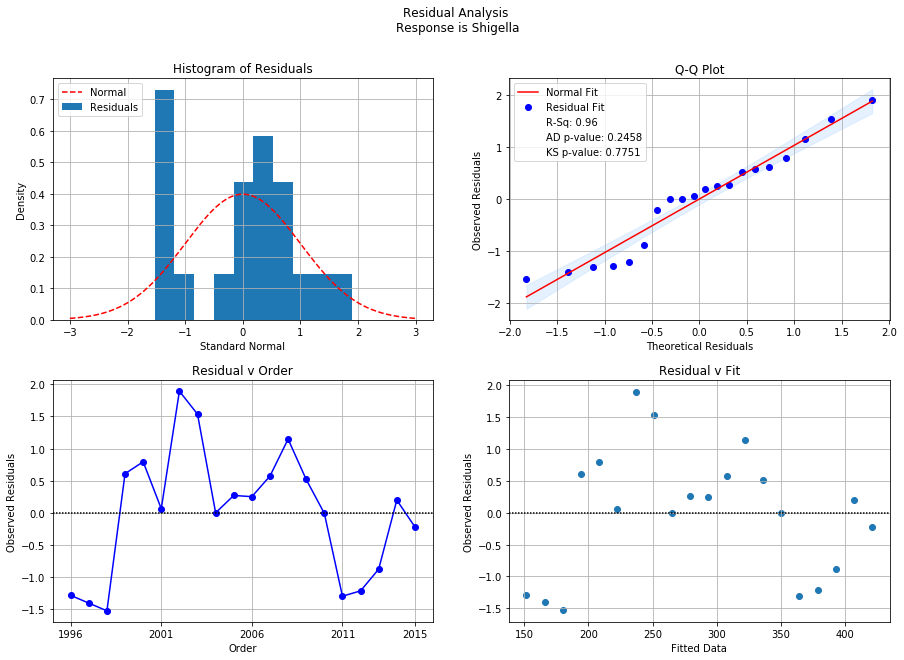 Residual Analysis
Response is Shigella
Histogram of Residuals
Normal
Residuals
Density
0.7
0.6
0.5
0.4
0.3
0.2
0.1
0.0
−3 −2 −1 0 1 2 3
Standard Normal
Q-Q Plot
Normal Fit
Residual Fit
R-Sq: 0.96
AD p-value: 0.2458
KS p-value: 0.7751
Observed Residuals
2
1
0
−1
−2
−2.0 −1.5 −1.0 −0.5 0.0 0.5 1.0 1.5 2.0
Theoretical Residuals
Residual v Order
Observed Residuals
2.0
1.5
1.0
0.5
0.0
−0.5
−1.0
−1.5
1996 2001 2006 2011 2015
Order
Residual v Fit
Observed Residuals
2.0
1.5
1.0
0.5
0.0
−0.5
−1.0
−1.5
150 200 250 300 350 400
Fitted Data